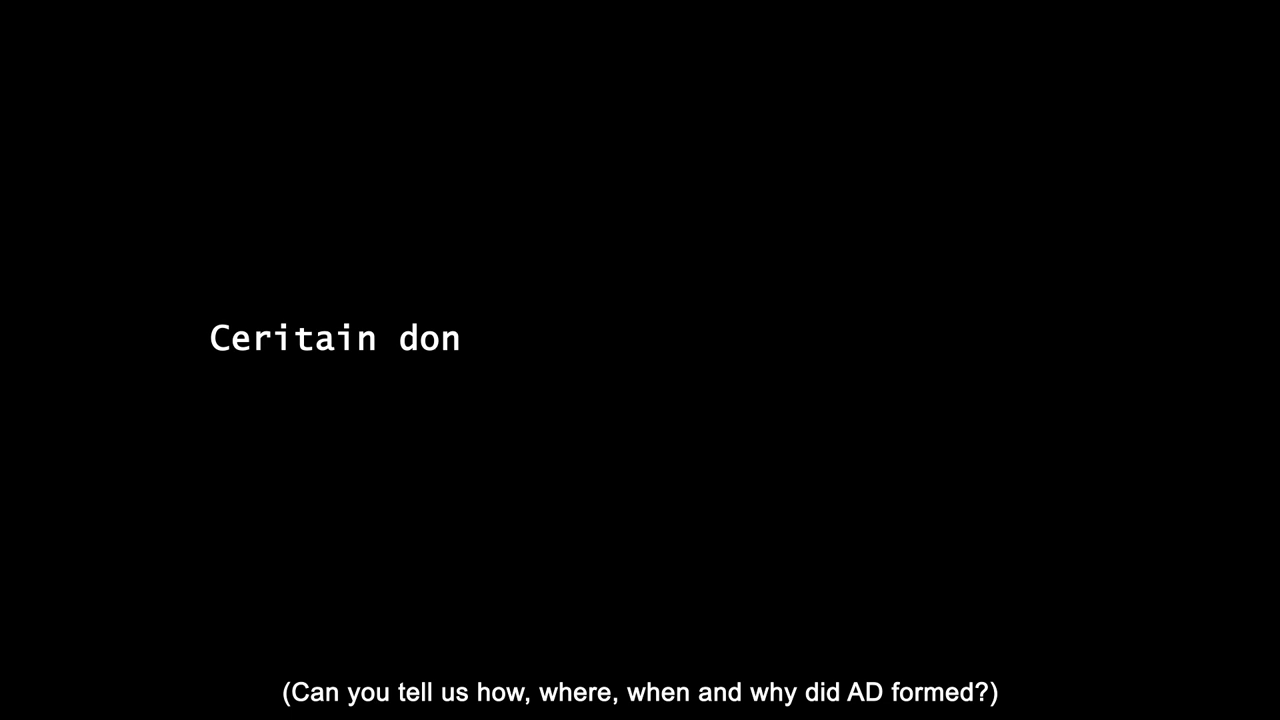 Ceritain don
(Can you tell us how, where, when and why did AD formed?)